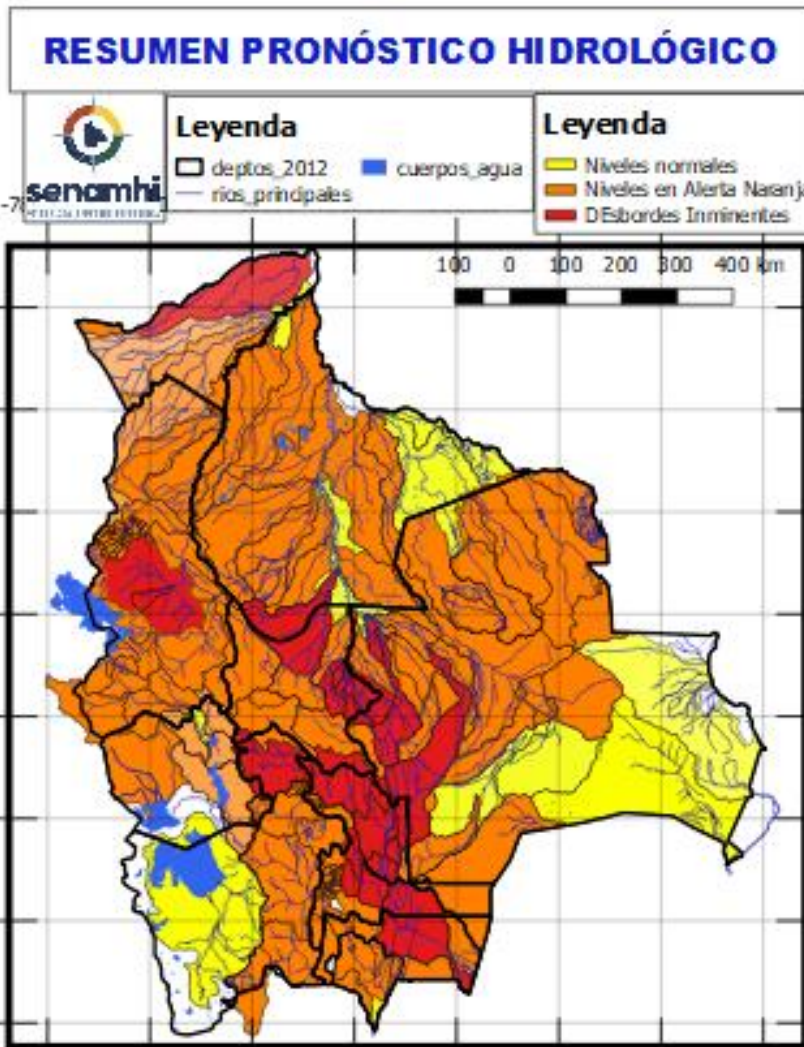 RESUMEN PRONÓSTICO HIDROLÓGICO
senamhi
Leyenda
deptos_2012
cuerpos_agua
rios_principales
Leyenda
Niveles normales
Niveles en Alerta Naranj
DEsbordes Inminentes
100 0 100 200 300 400 km